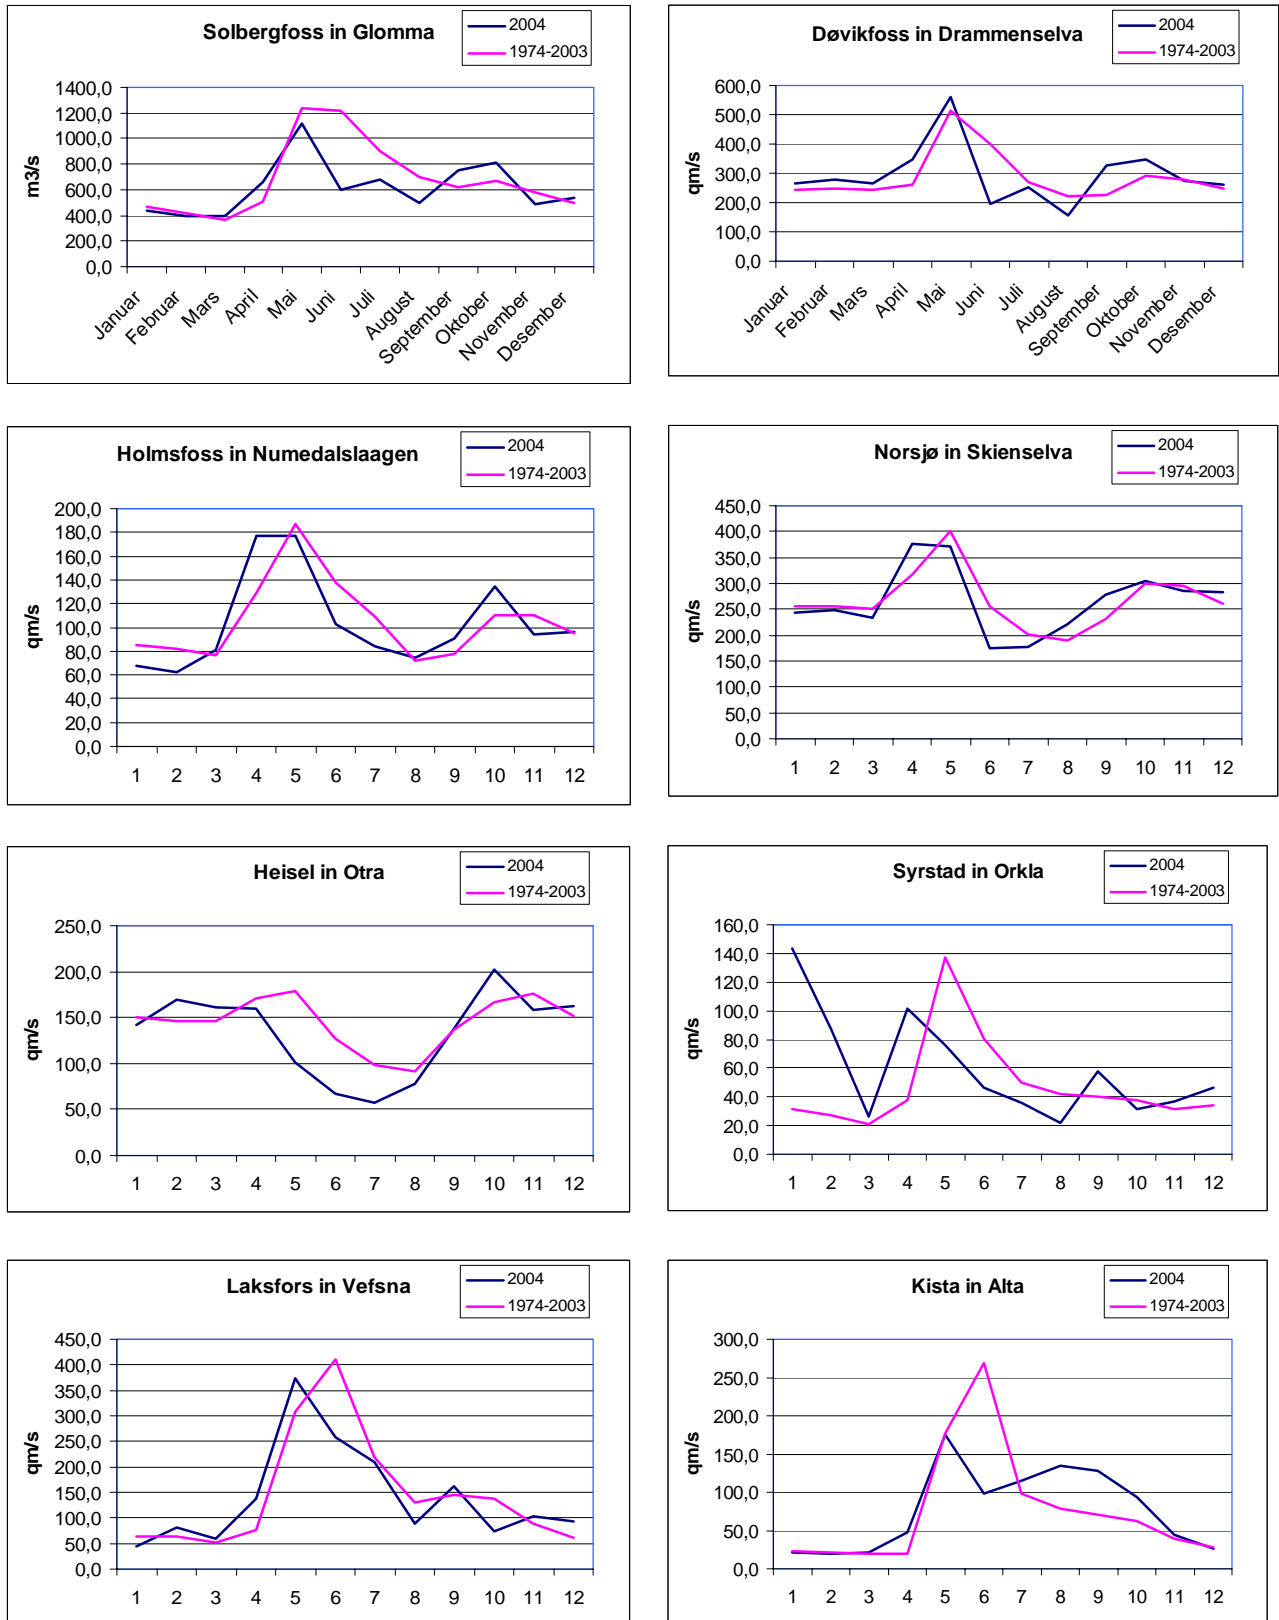 Solbergfoss in Glomma
2004
1974-2003
m3/s
1400,0
1200,0
1000,0
800,0
600,0
400,0
200,0
0,0
Januar
Februar
Mars
April
Mai
Juni
Juli
August
September
Oktober
November
Desember
Døvikfoss in Drammenselva
2004
1974-2003
qm/s
600,0
500,0
400,0
300,0
200,0
100,0
0,0
Januar
Februar
Mars
April
Mai
Juni
Juli
August
September
Oktober
November
Desember
Holmsfoss in Numedalslaagen
2004
1974-2003
qm/s
200,0
180,0
160,0
140,0
120,0
100,0
80,0
60,0
40,0
20,0
0,0
1 2 3 4 5 6 7 8 9 10 11 12
Norsjø in Skienselva
2004
1974-2003
qm/s
450,0
400,0
350,0
300,0
250,0
200,0
150,0
100,0
50,0
0,0
1 2 3 4 5 6 7 8 9 10 11 12
Heisel in Otra
2004
1974-2003
qm/s
250,0
200,0
150,0
100,0
50,0
0,0
1 2 3 4 5 6 7 8 9 10 11 12
Syrstad in Orkla
2004
1974-2003
qm/s
160,0
140,0
120,0
100,0
80,0
60,0
40,0
20,0
0,0
1 2 3 4 5 6 7 8 9 10 11 12
Laksfors in Vefsna
2004
1974-2003
qm/s
450,0
400,0
350,0
300,0
250,0
200,0
150,0
100,0
50,0
0,0
1 2 3 4 5 6 7 8 9 10 11 12
Kista in Alta
2004
1974-2003
qm/s
300,0
250,0
200,0
150,0
100,0
50,0
0,0
1 2 3 4 5 6 7 8 9 10 11 12